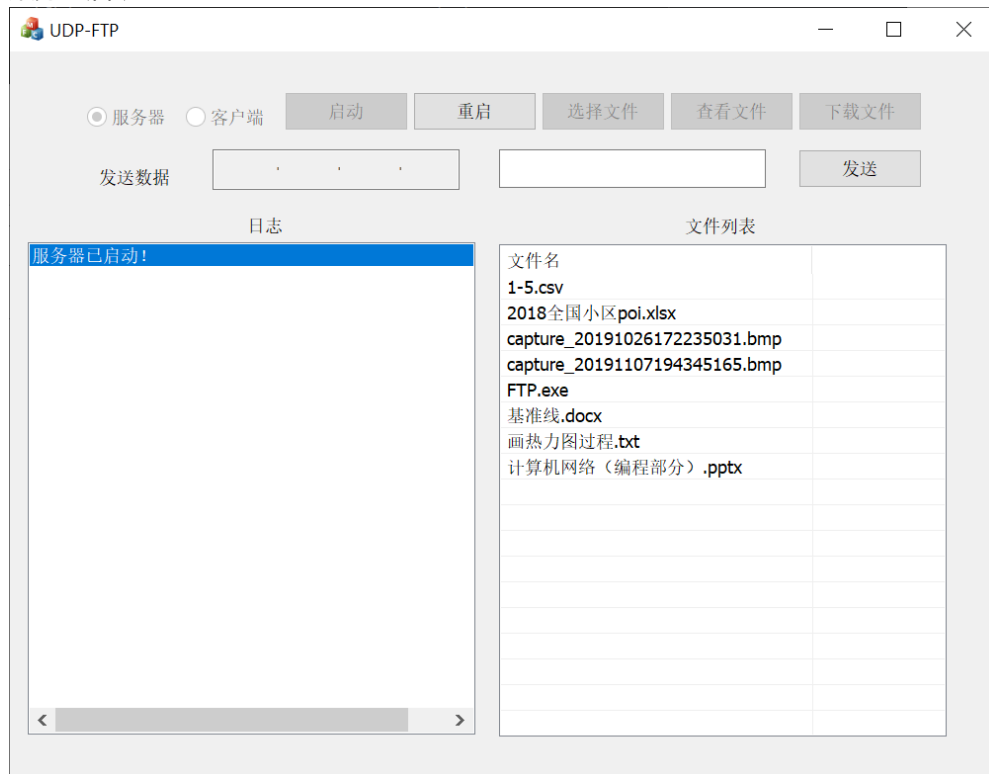 UDP-FTP
服务器 客户端 启动 重启 选择文件 查看文件 下载文件
发送数据 . . . 发送
日志 文件列表
服务器已启动!
文件名
1-5.csv
2018全国小区poi.xlsx
capture_20191026172235031.bmp
capture_20191107194345165.bmp
FTP.exe
基准线.docx
画热力图过程.txt
计算机网络（编程部分）.pptx